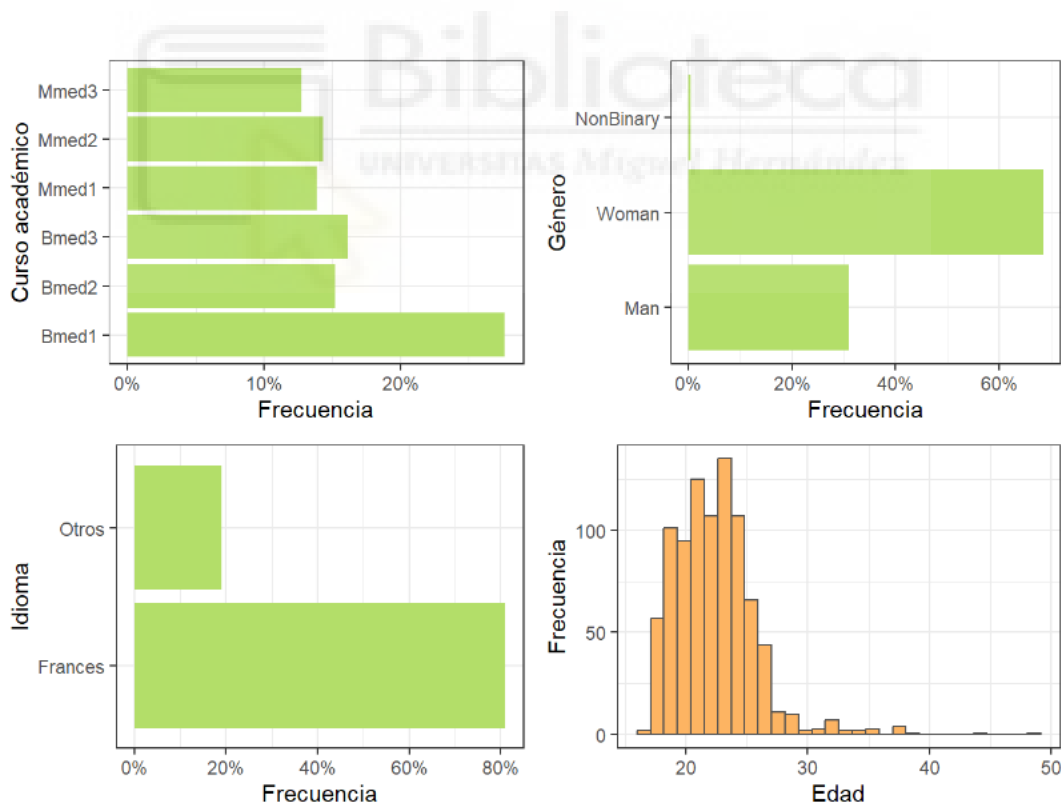 Biblioteca
UNIVERSITAS Miguel Hernández
Curso académico
Mmed3
Mmed2
Mmed1
Bmed3
Bmed2
Bmed1
0%
10%
20%
Frecuencia
Género
NonBinary
Woman
Man
0%
20%
40%
60%
Frecuencia
Idioma
Otros
Frances
0%
20%
40%
60%
80%
Frecuencia
Frecuencia
100
50
0
20
30
40
50
Edad